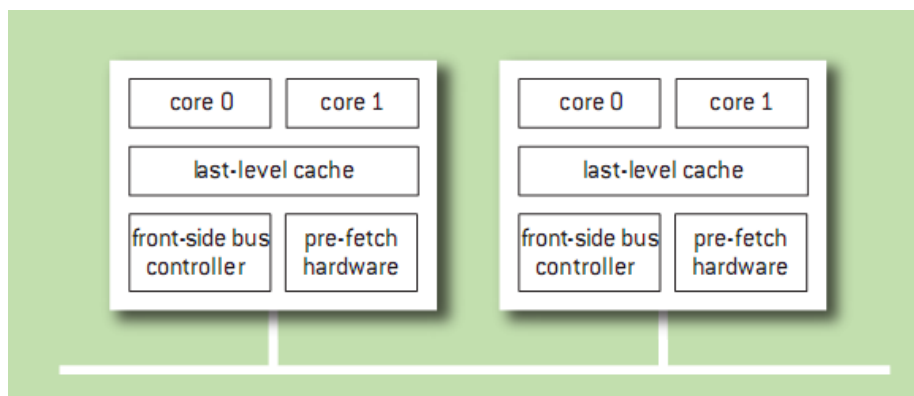 core 0
core 1
last-level cache
front-side bus
controller
pre-fetch
hardware
core 0
core 1
last-level cache
front-side bus
controller
pre-fetch
hardware